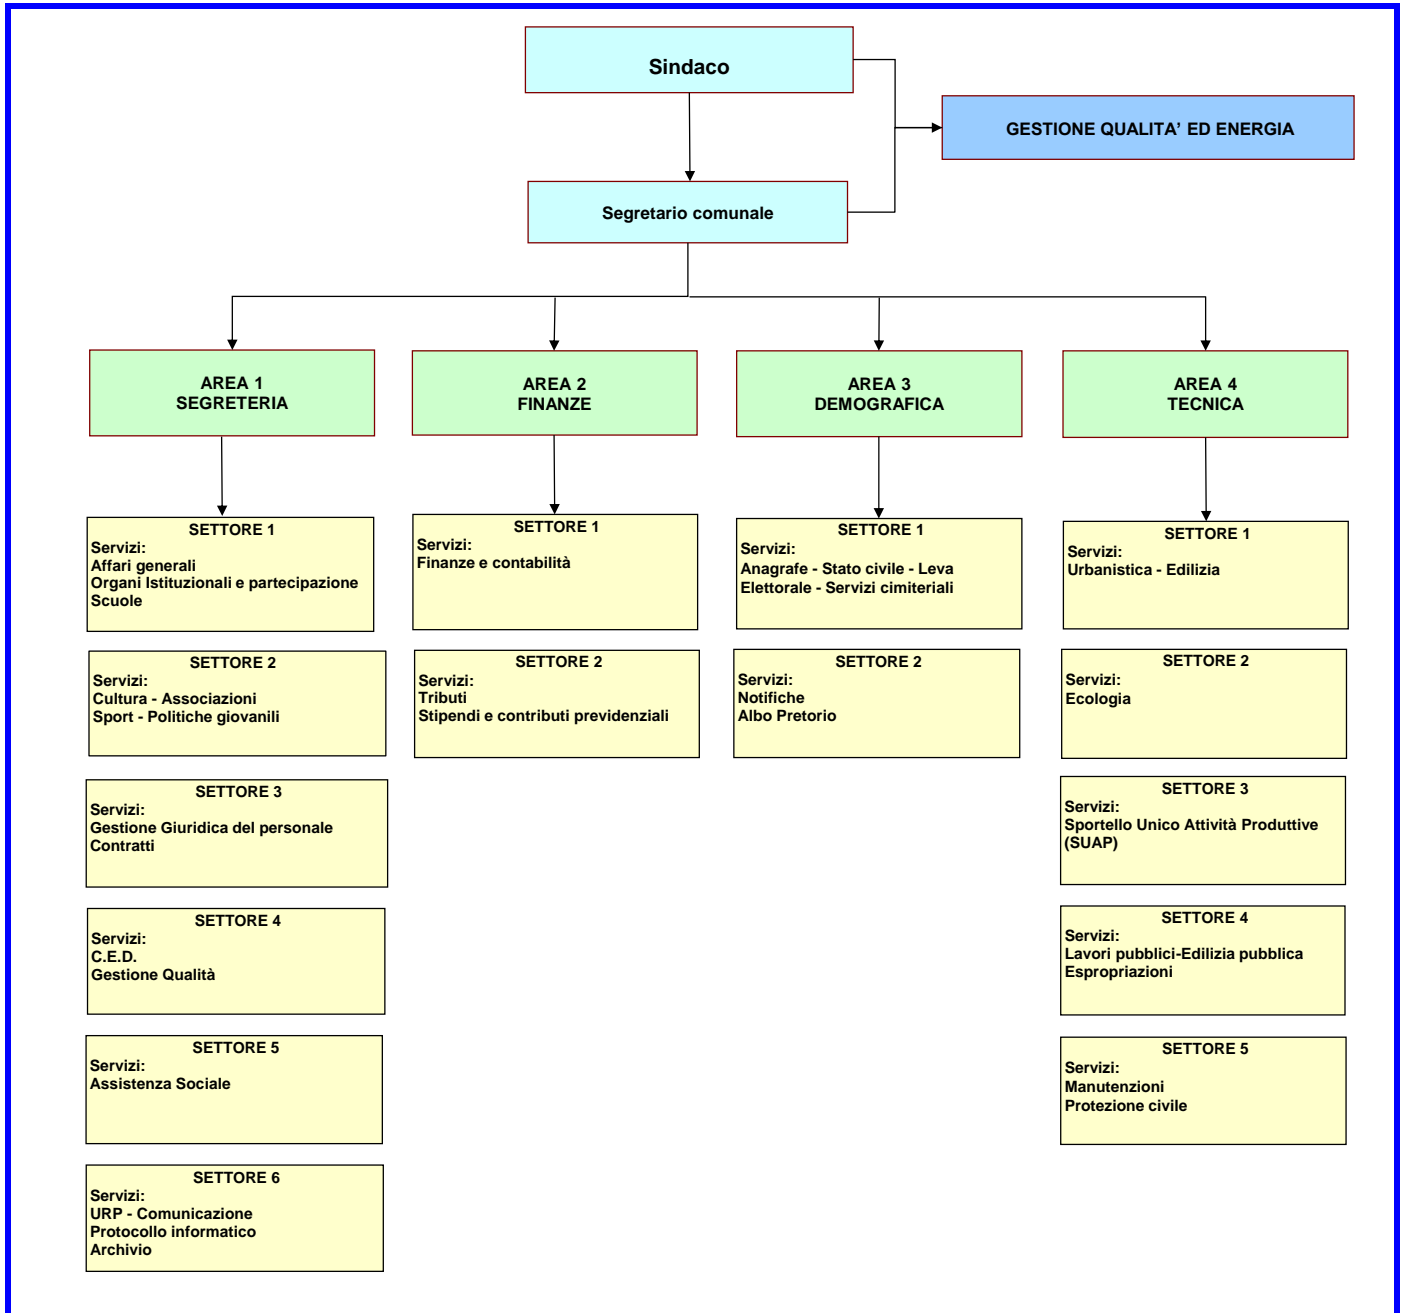 Sindaco
GESTIONE QUALITA’ ED ENERGIA
Segretario comunale
AREA 1
SEGRETERIA
AREA 2
FINANZE
AREA 3
DEMOGRAFICA
AREA 4
TECNICA
SETTORE 1
Servizi:
Affari generali
Organi Istituzionali e partecipazione
Scuole
SETTORE 2
Servizi:
Cultura - Associazioni
Sport - Politiche giovanili
SETTORE 3
Servizi:
Gestione Giuridica del personale
Contratti
SETTORE 4
Servizi:
C.E.D.
Gestione Qualità
SETTORE 5
Servizi:
Assistenza Sociale
SETTORE 6
Servizi:
URP - Comunicazione
Protocollo informatico
Archivio
SETTORE 1
Servizi:
Finanze e contabilità
SETTORE 2
Servizi:
Tributi
Stipendi e contributi previdenziali
SETTORE 1
Servizi:
Anagrafe - Stato civile - Leva
Elettorale - Servizi cimiteriali
SETTORE 2
Servizi:
Notifiche
Albo Pretorio
SETTORE 1
Servizi:
Urbanistica - Edilizia
SETTORE 2
Servizi:
Ecologia
SETTORE 3
Servizi:
Sportello Unico Attività Produttive
(SUAP)
SETTORE 4
Servizi:
Lavori pubblici-Edilizia pubblica
Espropriazioni
SETTORE 5
Servizi:
Manutenzioni
Protezione civile